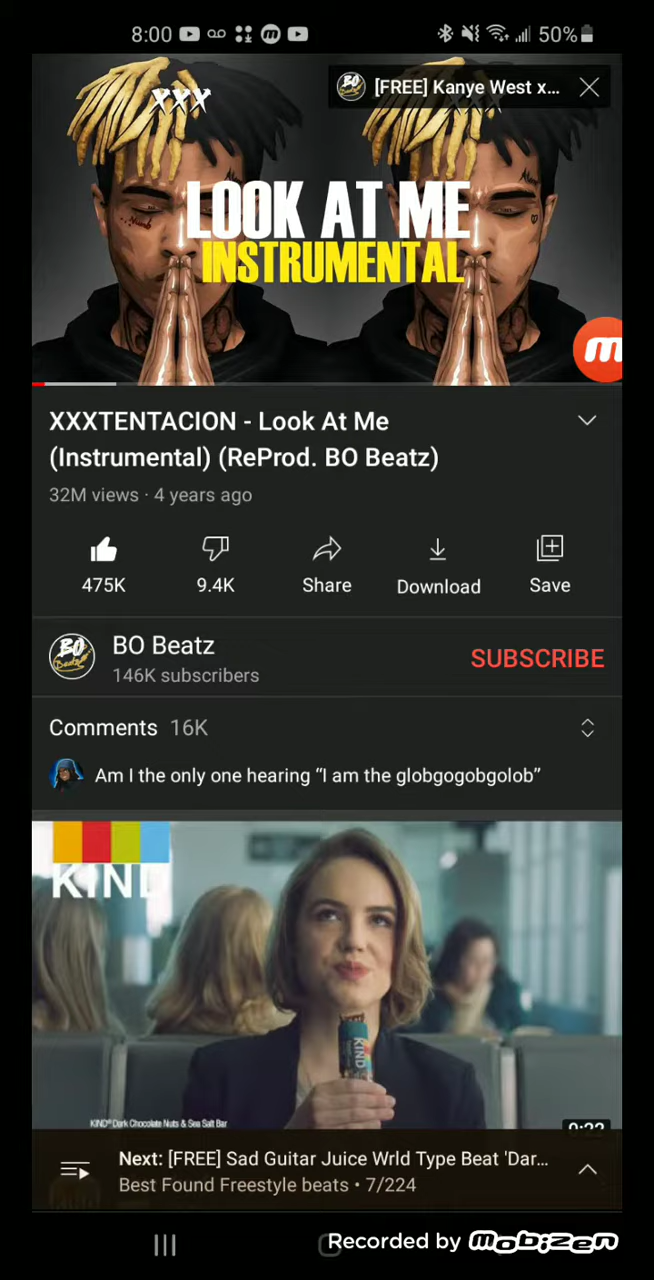 8:00
50%
XXX
[FREE] Kanye West x...
LOOK AT ME
INSTRUMENTAL
XXXTENTACION - Look At Me
(Instrumental) (ReProd. BO Beatz)
32M views · 4 years ago
475K
9.4K
Share
Download
Save
BO Beatz
146K subscribers
SUBSCRIBE
Comments 16K
Am I the only one hearing “I am the globgogobgolob”
KIND
KIND
KIND® Dark Chocolate Nuts & Sea Salt Bar
Next: [FREE] Sad Guitar Juice Wrld Type Beat 'Dar...
Best Found Freestyle beats • 7/224
Recorded by mobizen